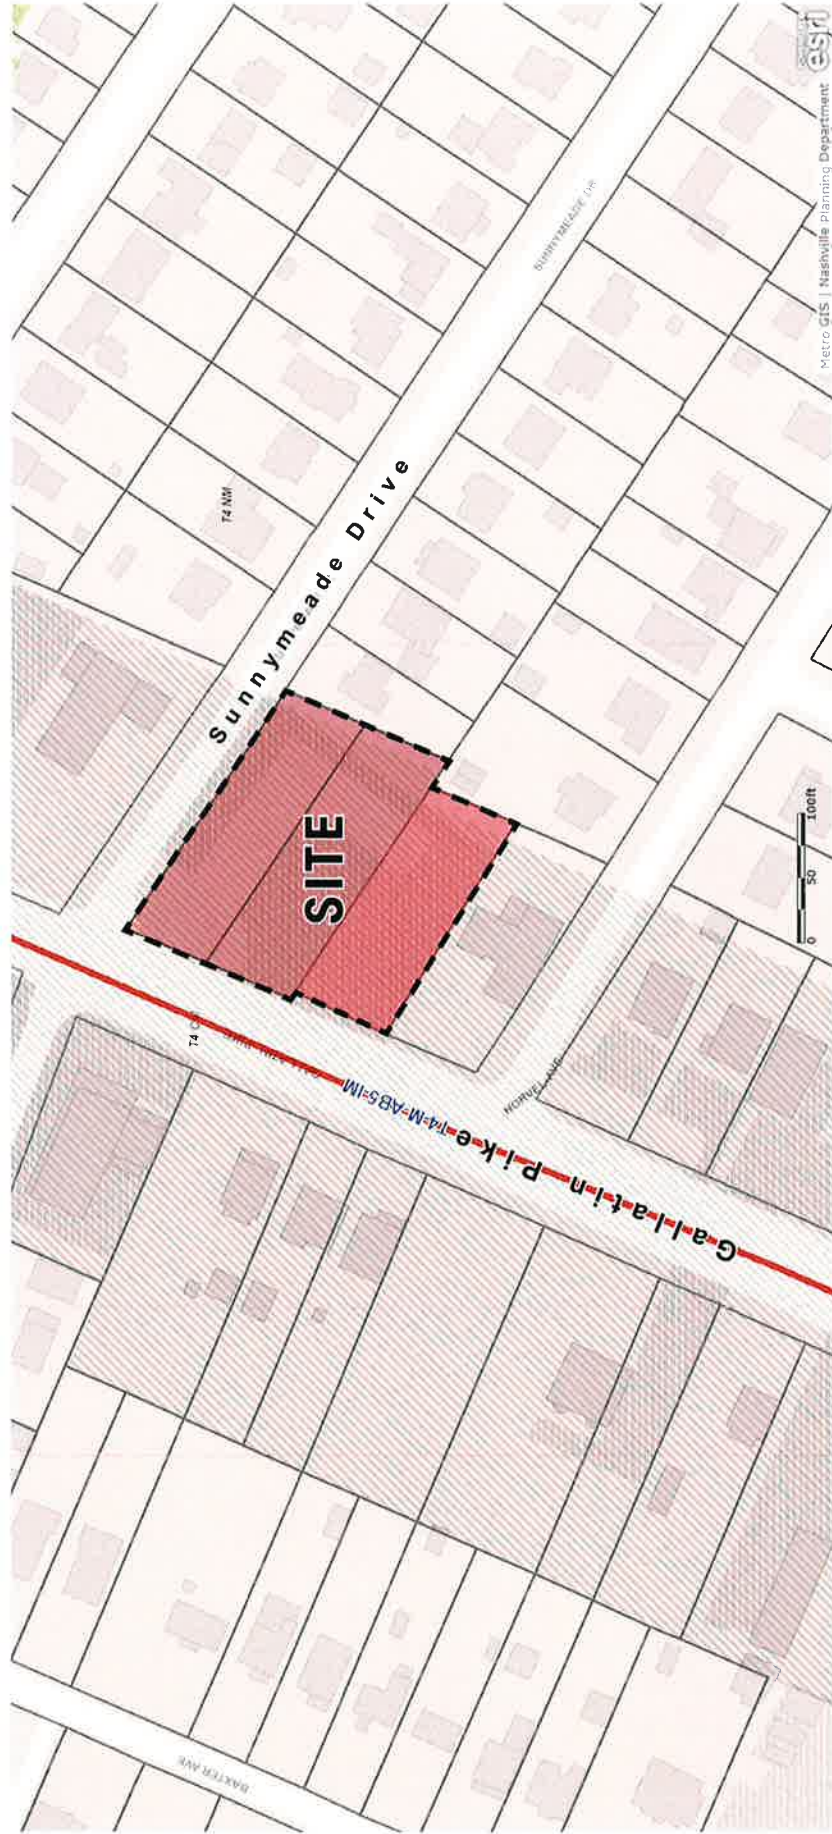 Metro GIS | Nashville Planning Department
esri
SUNNYMEADE DR
Sunnymeade Drive
T4 NM
SITE
0 50 100ft
T4 M-AB5-IM
Gallatin Pike
BAXTER AVE